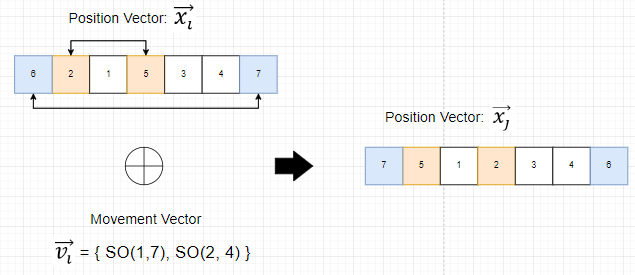 Position Vector: x⃗ᵢ
6 2 1 5 3 4 7
Position Vector: x⃗ⱼ
7 5 1 2 3 4 6
Movement Vector
v⃗ᵢ = { SO(1,7), SO(2, 4) }